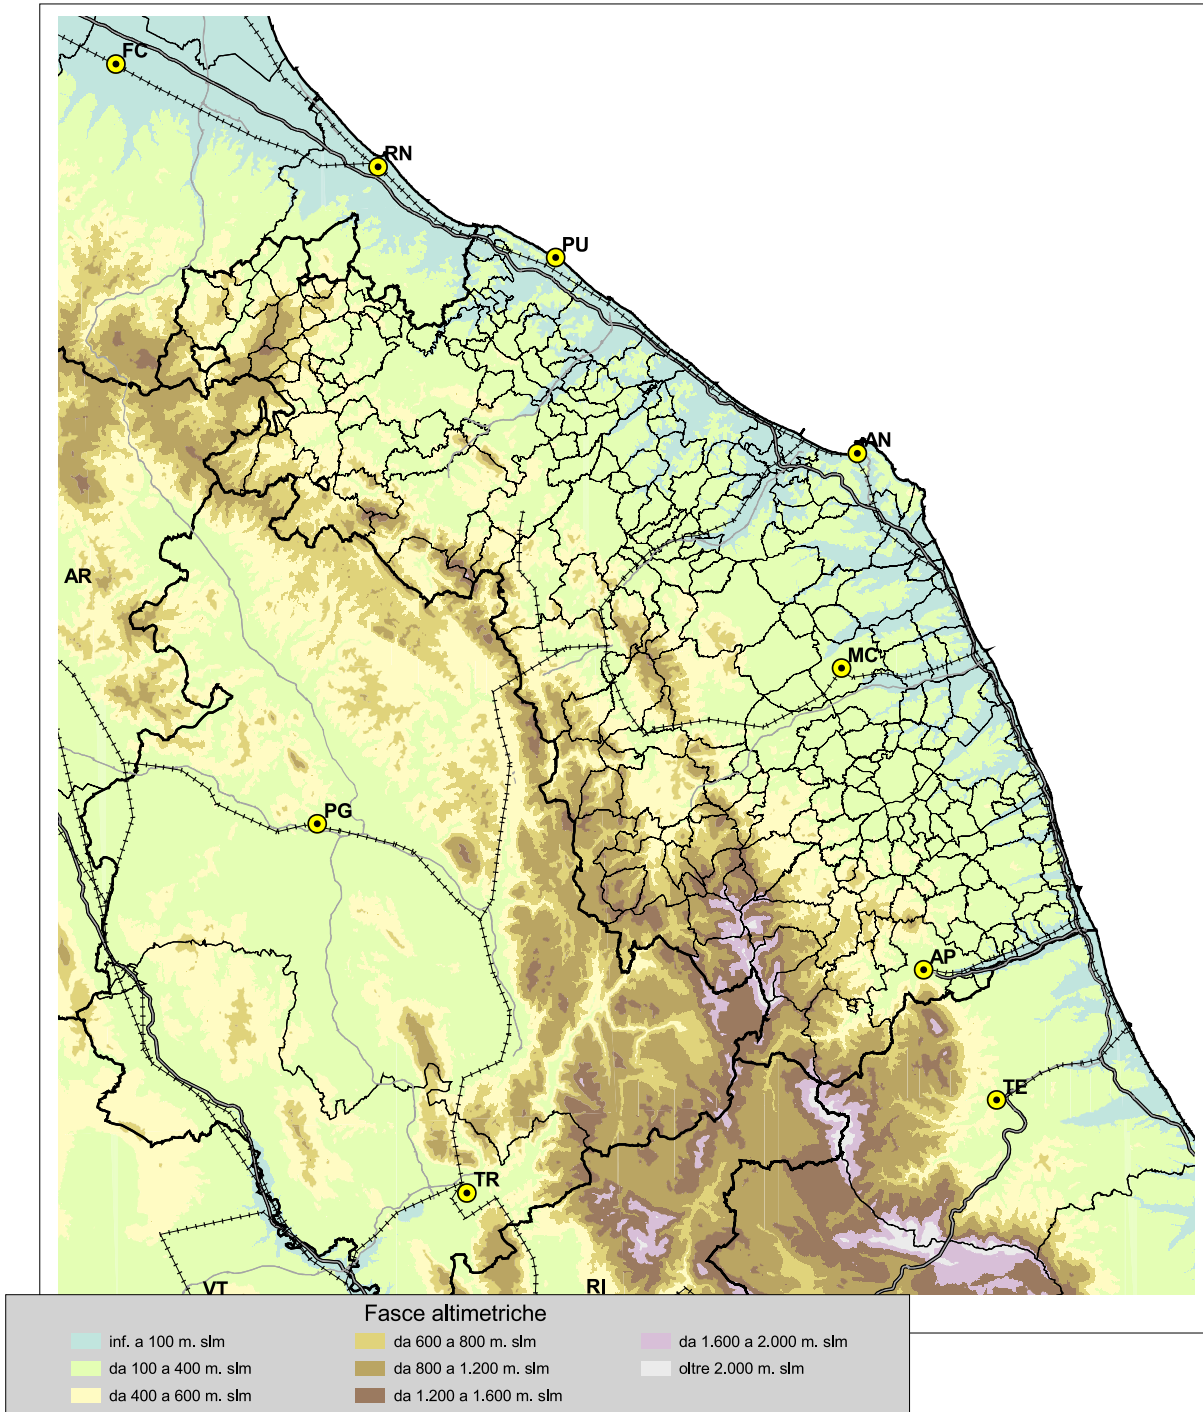 FC
RN
PU
AN
AR
MC
PG
AP
TE
TR
VT
RI
Fasce altimetriche
inf. a 100 m. slm
da 100 a 400 m. slm
da 400 a 600 m. slm
da 600 a 800 m. slm
da 800 a 1.200 m. slm
da 1.200 a 1.600 m. slm
da 1.600 a 2.000 m. slm
oltre 2.000 m. slm